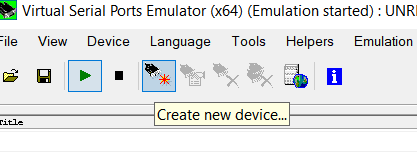 Virtual Serial Ports Emulator (x64) (Emulation started) : UNR
File View Device Language Tools Helpers Emulation
Create new device...
Title